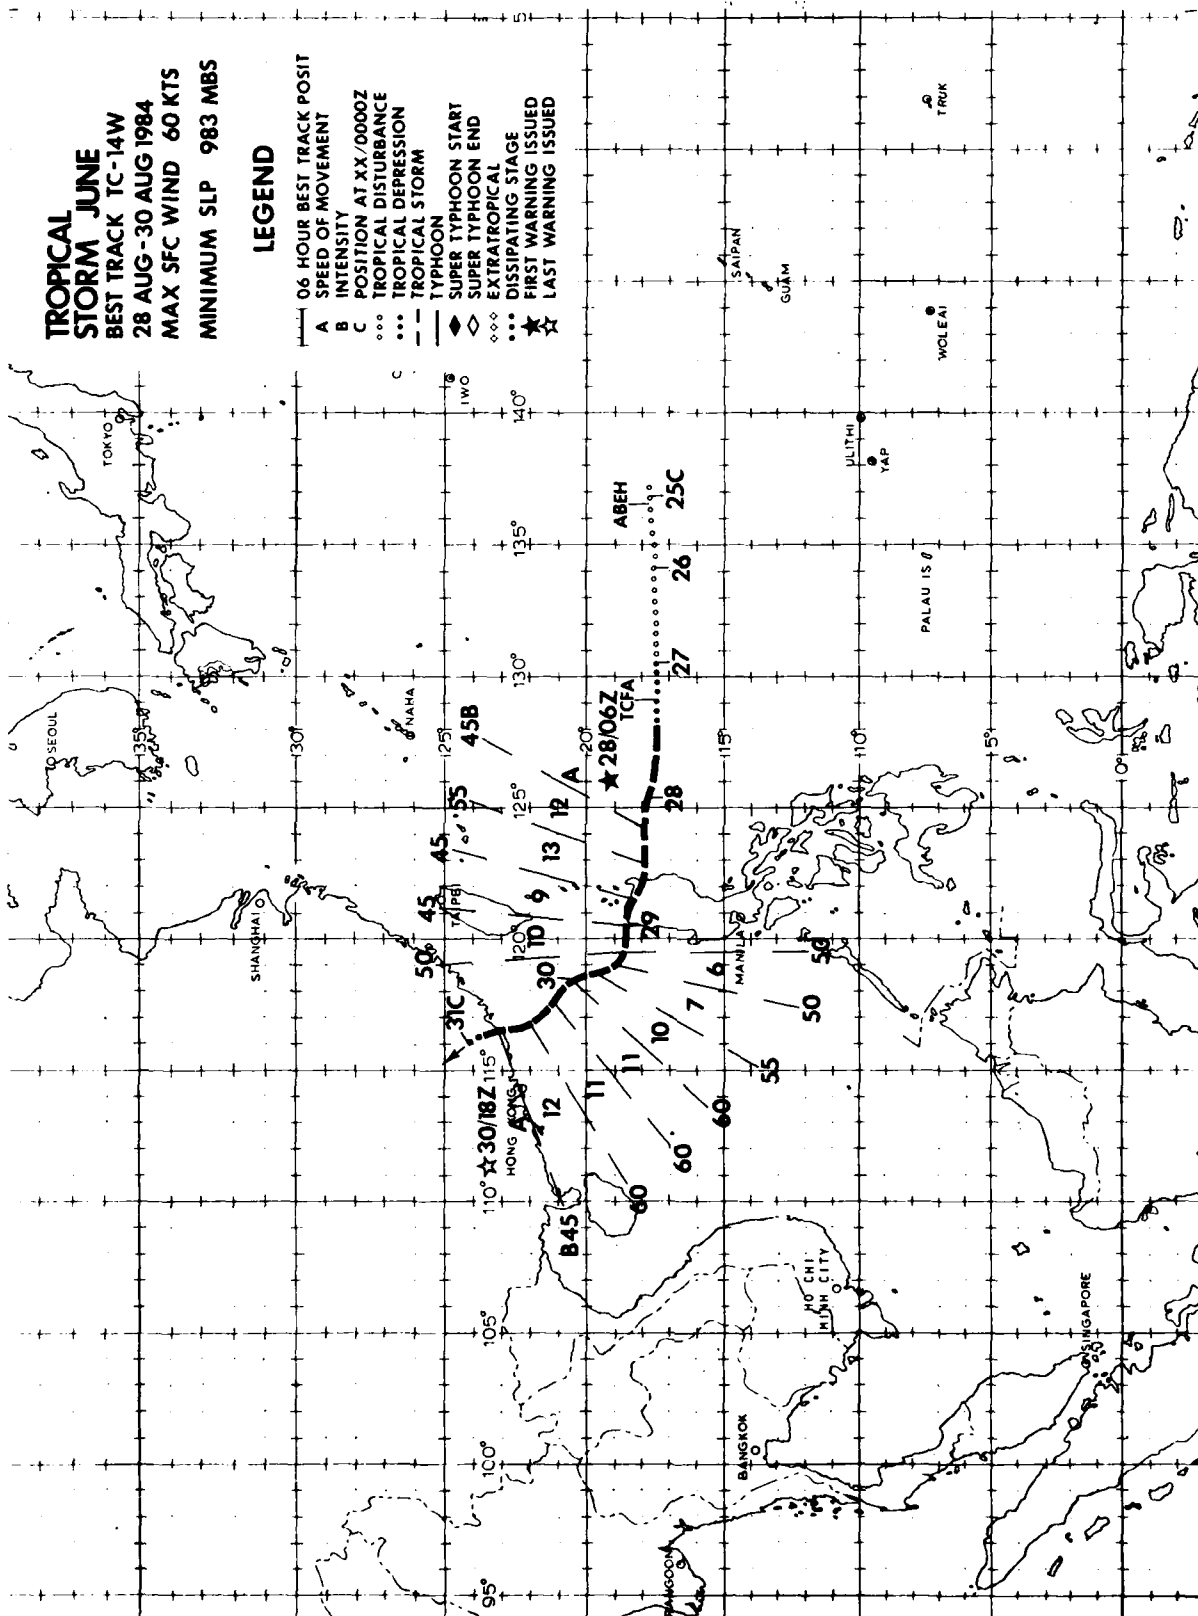 TROPICAL
STORM JUNE
BEST TRACK TC-14W
28 AUG-30 AUG 1984
MAX SFC WIND 60 KTS
MINIMUM SLP 983 MBS
LEGEND
06 HOUR BEST TRACK POSIT
A SPEED OF MOVEMENT
B INTENSITY
C POSITION AT XX/0000Z
TROPICAL DISTURBANCE
TROPICAL DEPRESSION
TROPICAL STORM
TYPHOON
SUPER TYPHOON START
SUPER TYPHOON END
EXTRATROPICAL
DISSIPATING STAGE
FIRST WARNING ISSUED
LAST WARNING ISSUED
TOKYO
SEOUL
35°
SHANGHAI
30°
C
IWO
NAHA
25°
45B
55
45
45
TAIPEI
50
31C
☆30/18Z
HONG KONG
95°
100°
105°
110°
115°
120°
125°
130°
135°
140°
A
12
13
9
10
30
20°
★28/06Z
TCFA
ABEH
25C
26
27
28
29
A
12
11
11
10
7
6
B45
60
60
60
55
50
50
MANILA
15°
SAIPAN
GUAM
TRUK
WOLEAI
ULITHI
YAP
PALAU IS
10°
5°
0°
HO CHI
MINH CITY
BANGKOK
RANGOON
SINGAPORE